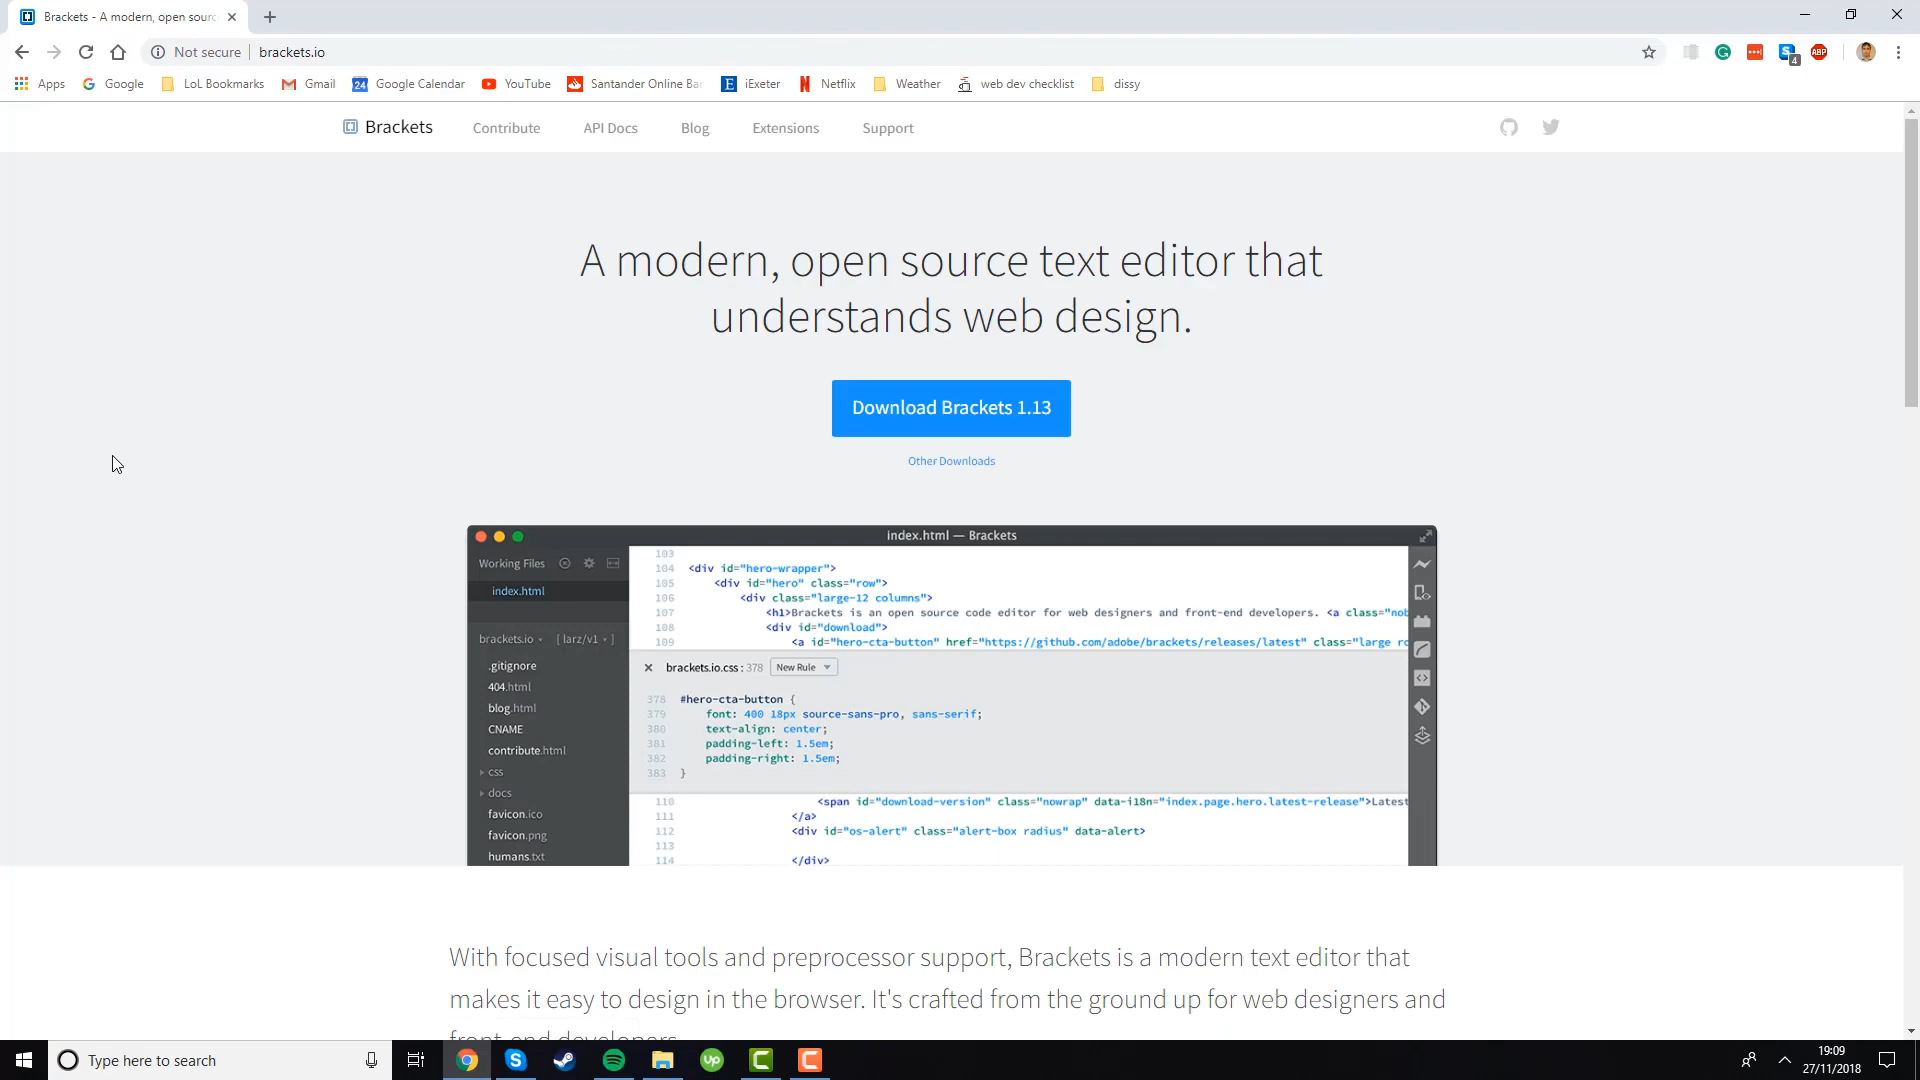 Brackets - A modern, open sourc
Not secure
brackets.io
4
ABP
Apps
Google
LoL Bookmarks
Gmail
24
Google Calendar
YouTube
Santander Online Ba
E
iExeter
Netflix
Weather
web dev checklist
dissy
Brackets
Contribute
API Docs
Blog
Extensions
Support
A modern, open source text editor that
understands web design.
Download Brackets 1.13
Other Downloads
index.html — Brackets
Working Files
index.html
brackets.io
[ larz/v1 ]
.gitignore
404.html
blog.html
CNAME
contribute.html
css
docs
favicon.ico
favicon.png
humans.txt
103
104 <div id="hero-wrapper">
105 <div id="hero" class="row">
106 <div class="large-12 columns">
107 <h1>Brackets is an open source code editor for web designers and front-end developers. <a class="nob
108 <div id="download">
109 <a id="hero-cta-button" href="https://github.com/adobe/brackets/releases/latest" class="large ro
brackets.io.css : 378 New Rule
378 #hero-cta-button {
379 font: 400 18px source-sans-pro, sans-serif;
380 text-align: center;
381 padding-left: 1.5em;
382 padding-right: 1.5em;
383 }
110 <span id="download-version" class="nowrap" data-i18n="index.page.hero.latest-release">Latest
111 </a>
112 <div id="os-alert" class="alert-box radius" data-alert>
113
114 </div>
With focused visual tools and preprocessor support, Brackets is a modern text editor that
makes it easy to design in the browser. It's crafted from the ground up for web designers and
front-end developers.
Type here to search
19:09
27/11/2018